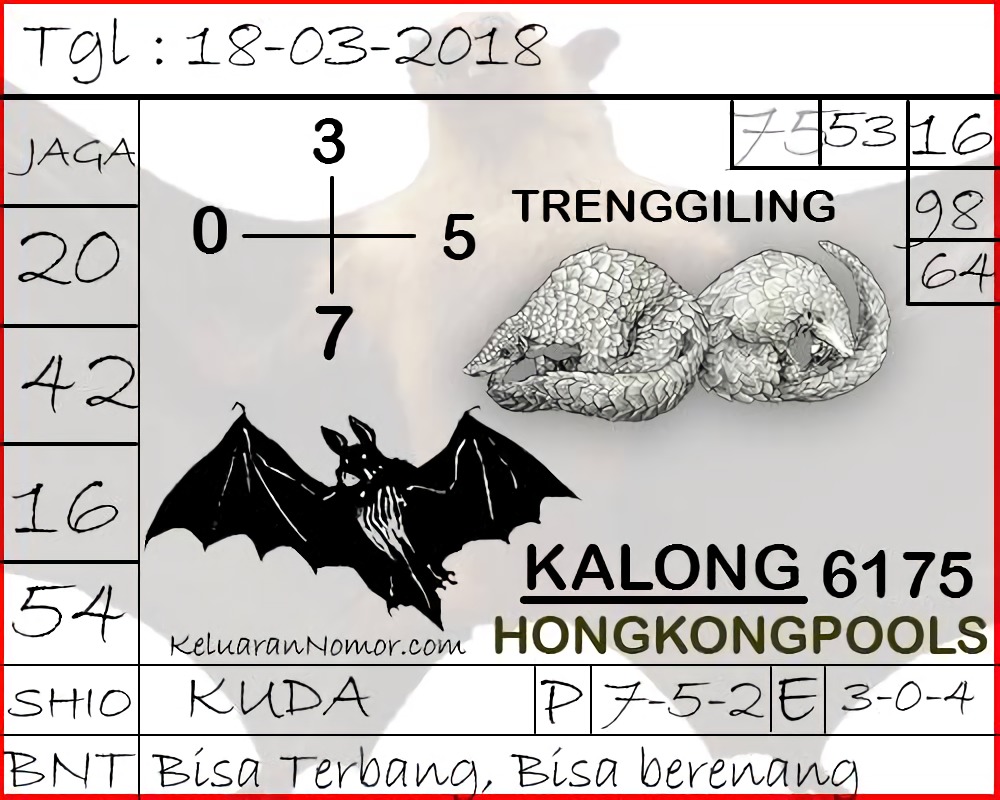 Tgl : 18-03-2018
JAGA
20
42
16
54
3
0 5
7
75 53 16
98
64
TRENGGILING
KALONG 6175
KeluaranNomor.com
HONGKONGPOOLS
SHIO KUDA P 7-5-2 E 3-0-4
BNT Bisa Terbang, Bisa berenang